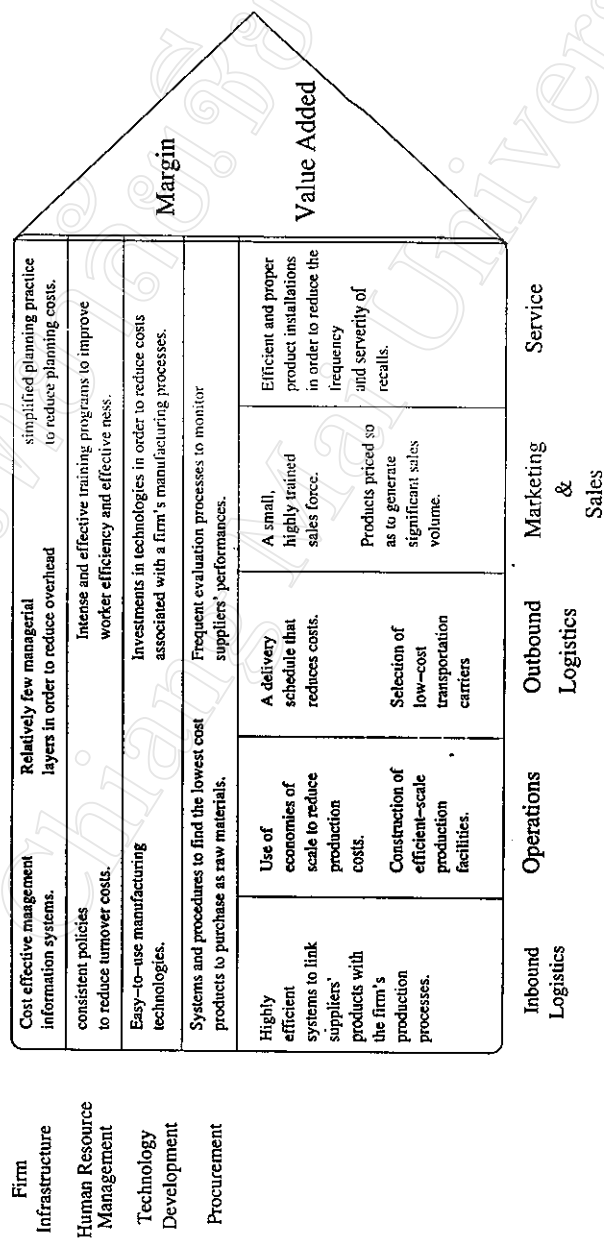 Firm
Infrastructure
Cost effective maagement
information systems.
Relatively few managerial
layers in order to reduce overhead
simplified planning practice
to reduce planning costs.
Human Resource
Management
consistent policies
to reduce turnover costs.
Intense and effective training programs to improve
worker efficiency and effective ness.
Technology
Development
Easy-to-use manufacturing
technologies.
Investments in technologies in order to reduce costs
associated with a firm's manufacturing processes.
Procurement
Systems and procedures to find the lowest cost
products to purchase as raw materials.
Frequent evaluation processes to monitor
suppliers' performances.
Margin
Value Added
Highly
efficient
systems to link
suppliers'
products with
the firm's
production
processes.
Use of
economies of
scale to reduce
production
costs.
Construction of
efficient-scale
production
facilities.
A delivery
schedule that
reduces costs.
Selection of
low-cost
transportation
carriers
A small,
highly trained
sales force.
Products priced so
as to generate
significant sales
volume.
Efficient and proper
product installations
in order to reduce the
frequency
and serverity of
recalls.
Inbound
Logistics
Operations
Outbound
Logistics
Marketing
&
Sales
Service
Chiang Mai Univers